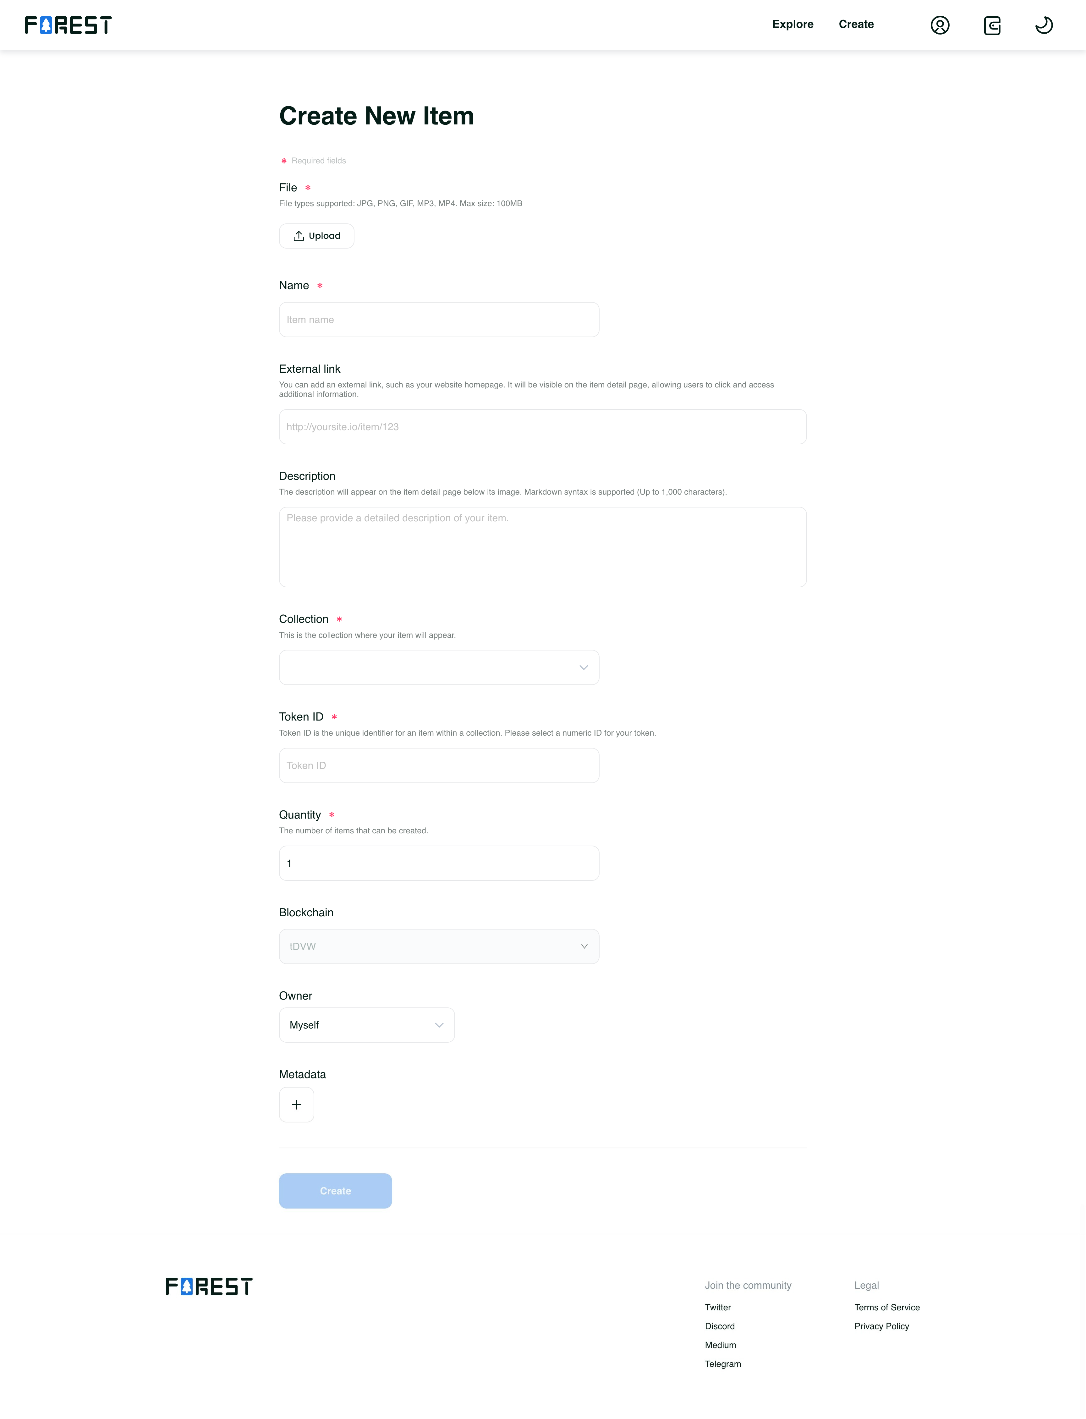 FOREST
Explore
Create
Create New Item
* Required fields
File *
File types supported: JPG, PNG, GIF, MP3, MP4. Max size: 100MB
Upload
Name *
Item name
External link
You can add an external link, such as your website homepage. It will be visible on the item detail page, allowing users to click and access
additional information.
http://yoursite.io/item/123
Description
The description will appear on the item detail page below its image. Markdown syntax is supported (Up to 1,000 characters).
Please provide a detailed description of your item.
Collection *
This is the collection where your item will appear.
Token ID *
Token ID is the unique identifier for an item within a collection. Please select a numeric ID for your token.
Token ID
Quantity *
The number of items that can be created.
1
Blockchain
tDVW
Owner
Myself
Metadata
+
Create
FOREST
Join the community
Twitter
Discord
Medium
Telegram
Legal
Terms of Service
Privacy Policy